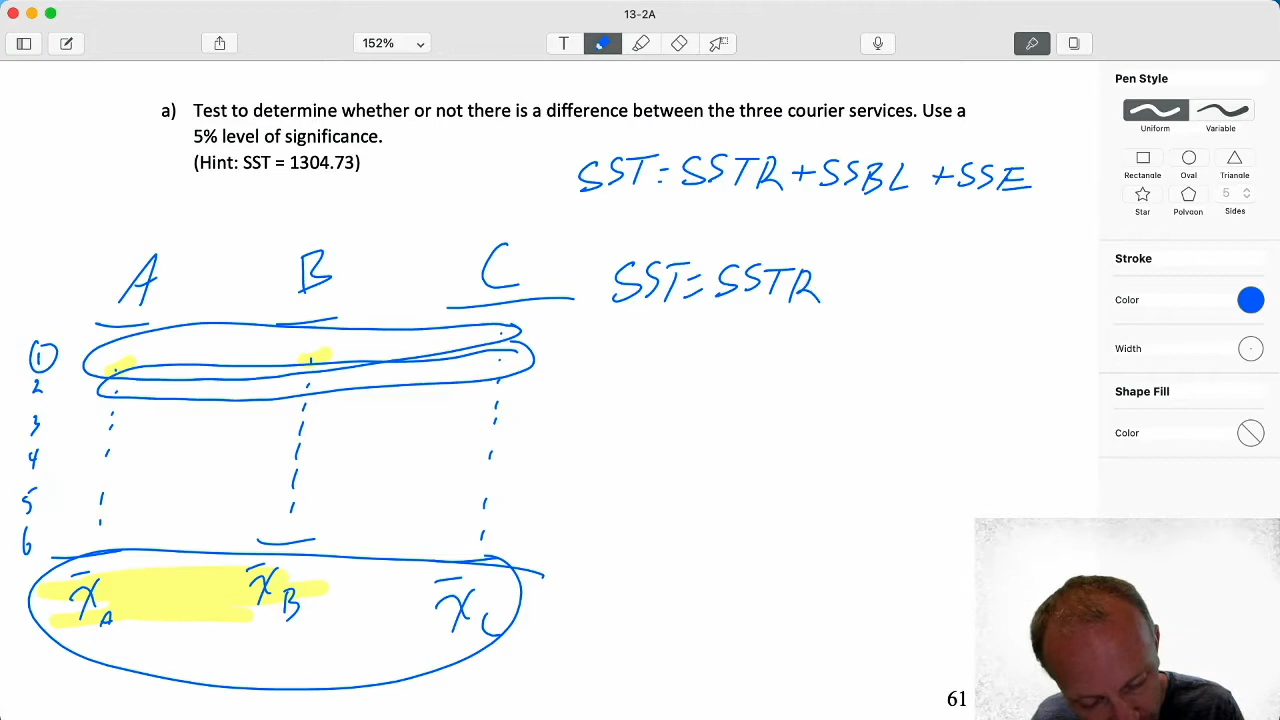 13-2A
152%
T
Pen Style
Uniform Variable
Rectangle Oval Triangle
5
Star Polygon Sides
Stroke
Color
Width
Shape Fill
Color
a) Test to determine whether or not there is a difference between the three courier services. Use a
5% level of significance.
(Hint: SST = 1304.73)
SST = SSTR + SSBL + SSE
A B C
SST = SSTR
1
2
3
4
5
6
x̄A x̄B x̄C
61